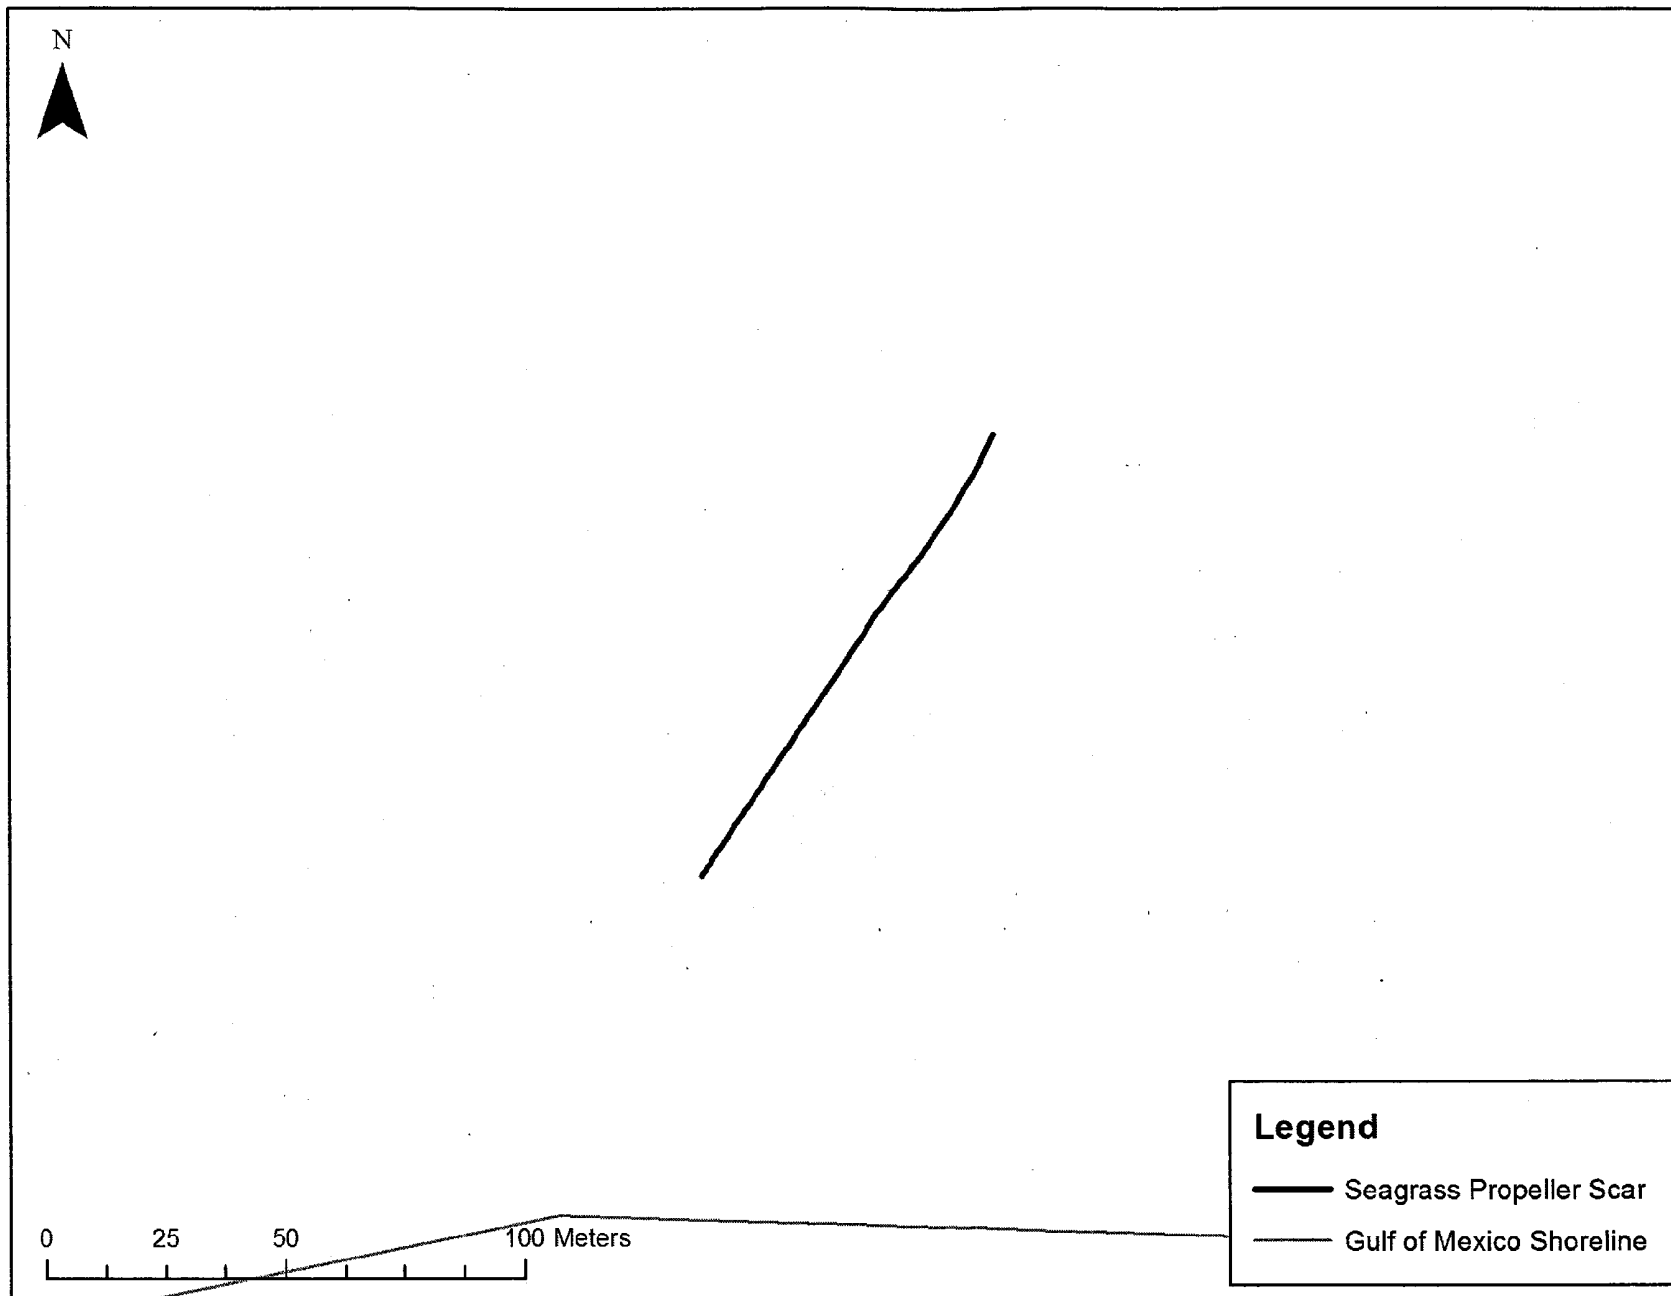 N
Legend
Seagrass Propeller Scar
Gulf of Mexico Shoreline
0 25 50 100 Meters